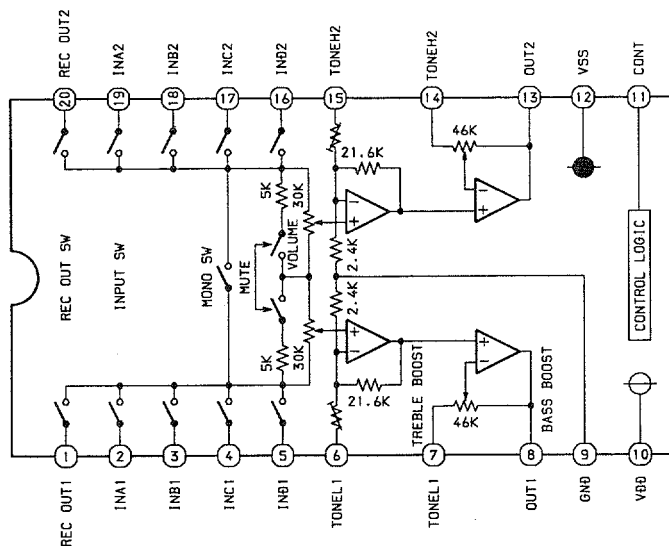 REC OUT2
INA2
INB2
INC2
IND2
TONEH2
TONEH2
OUT2
VSS
CONT
20
19
18
17
16
15
14
13
12
11
REC OUT SW
INPUT SW
MONO SW
MUTE
VOLUME
5K
30K
5K
30K
2.4K
2.4K
21.6K
21.6K
46K
46K
TREBLE BOOST
BASS BOOST
CONTROL LOGIC
1
2
3
4
5
6
7
8
9
10
REC OUT1
INA1
INB1
INC1
IND1
TONEL1
TONEL1
OUT1
GND
VDD